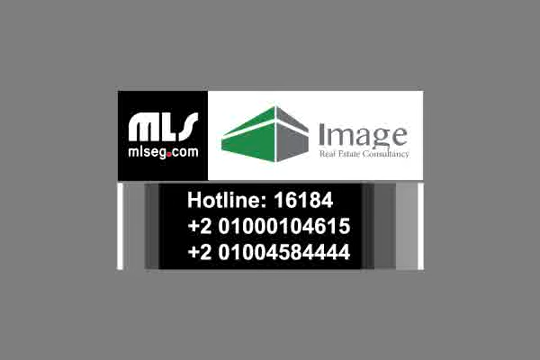 MLS
mlseg.com
Image
Real Estate Consultancy
Hotline: 16184
+2 01000104615
+2 01004584444